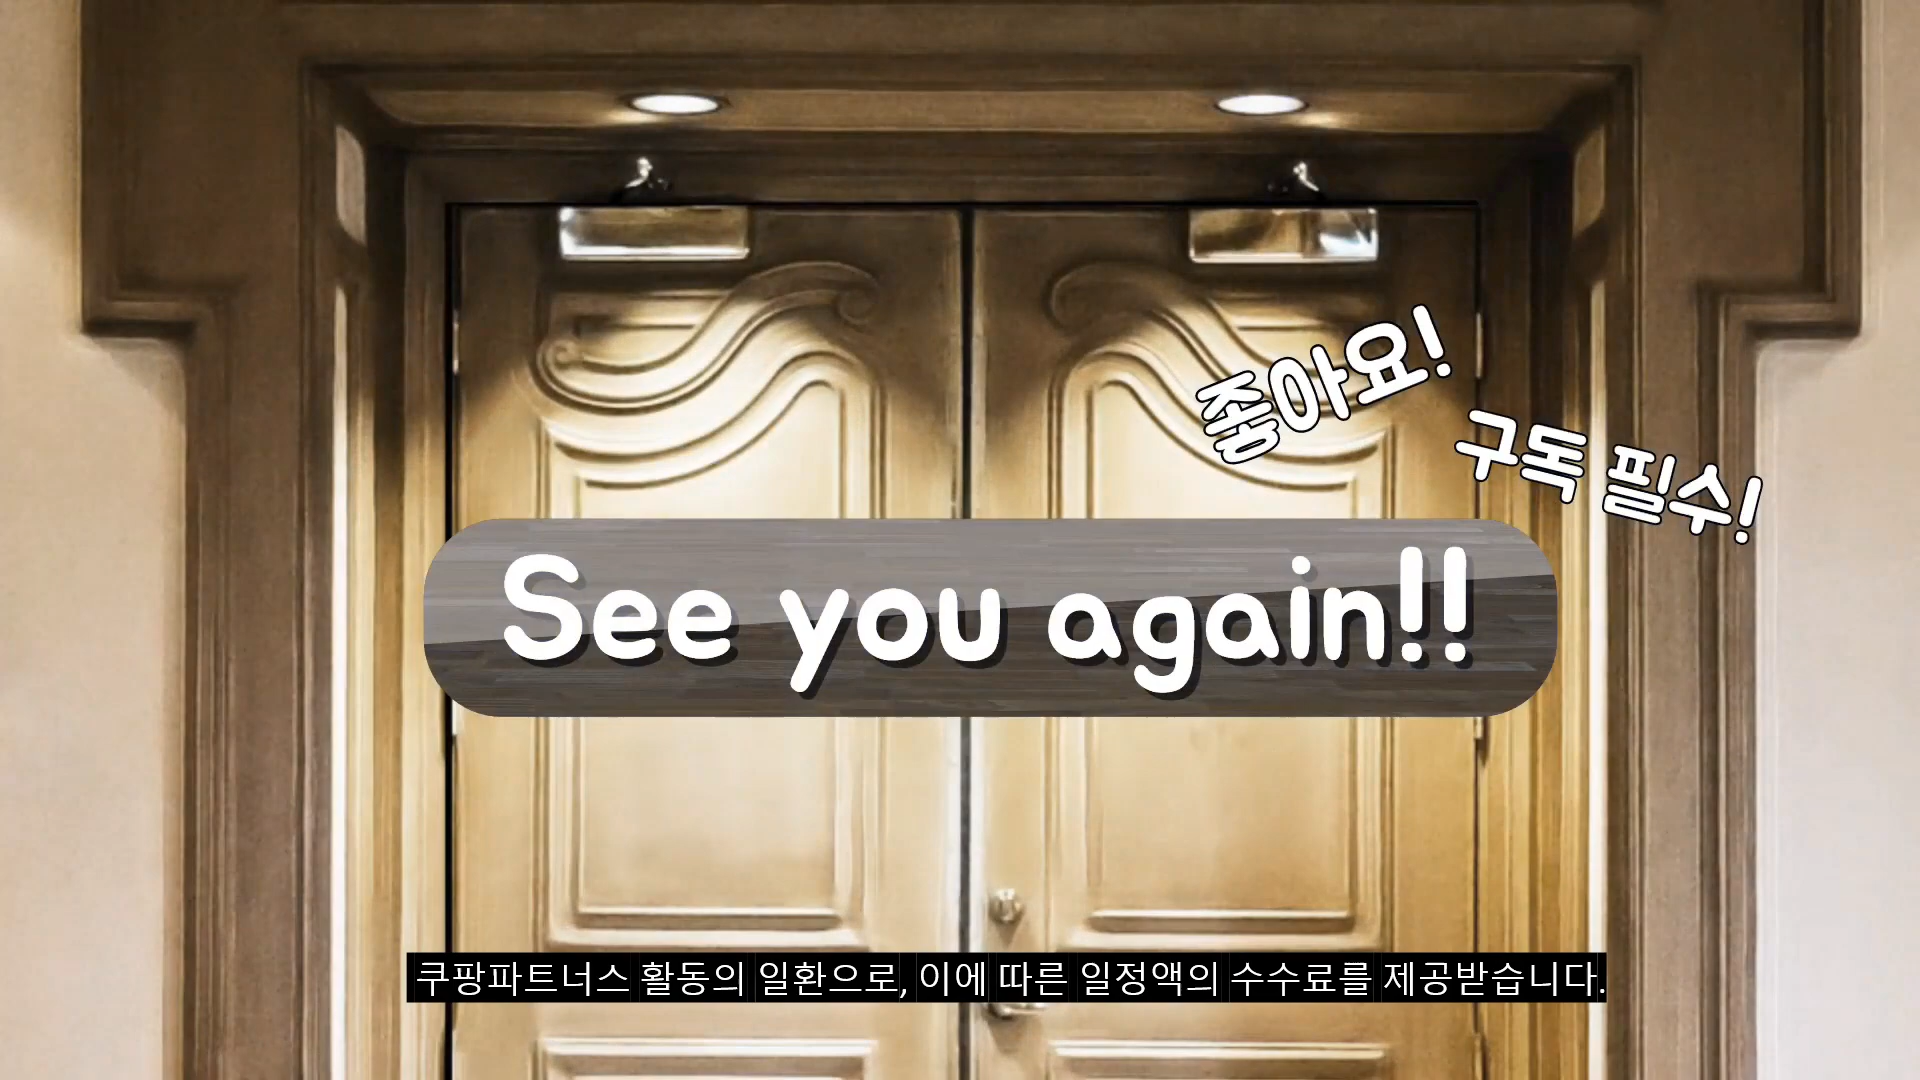 좋아요!
구독 필수!
See you again!!
쿠팡파트너스 활동의 일환으로, 이에 따른 일정액의 수수료를 제공받습니다.